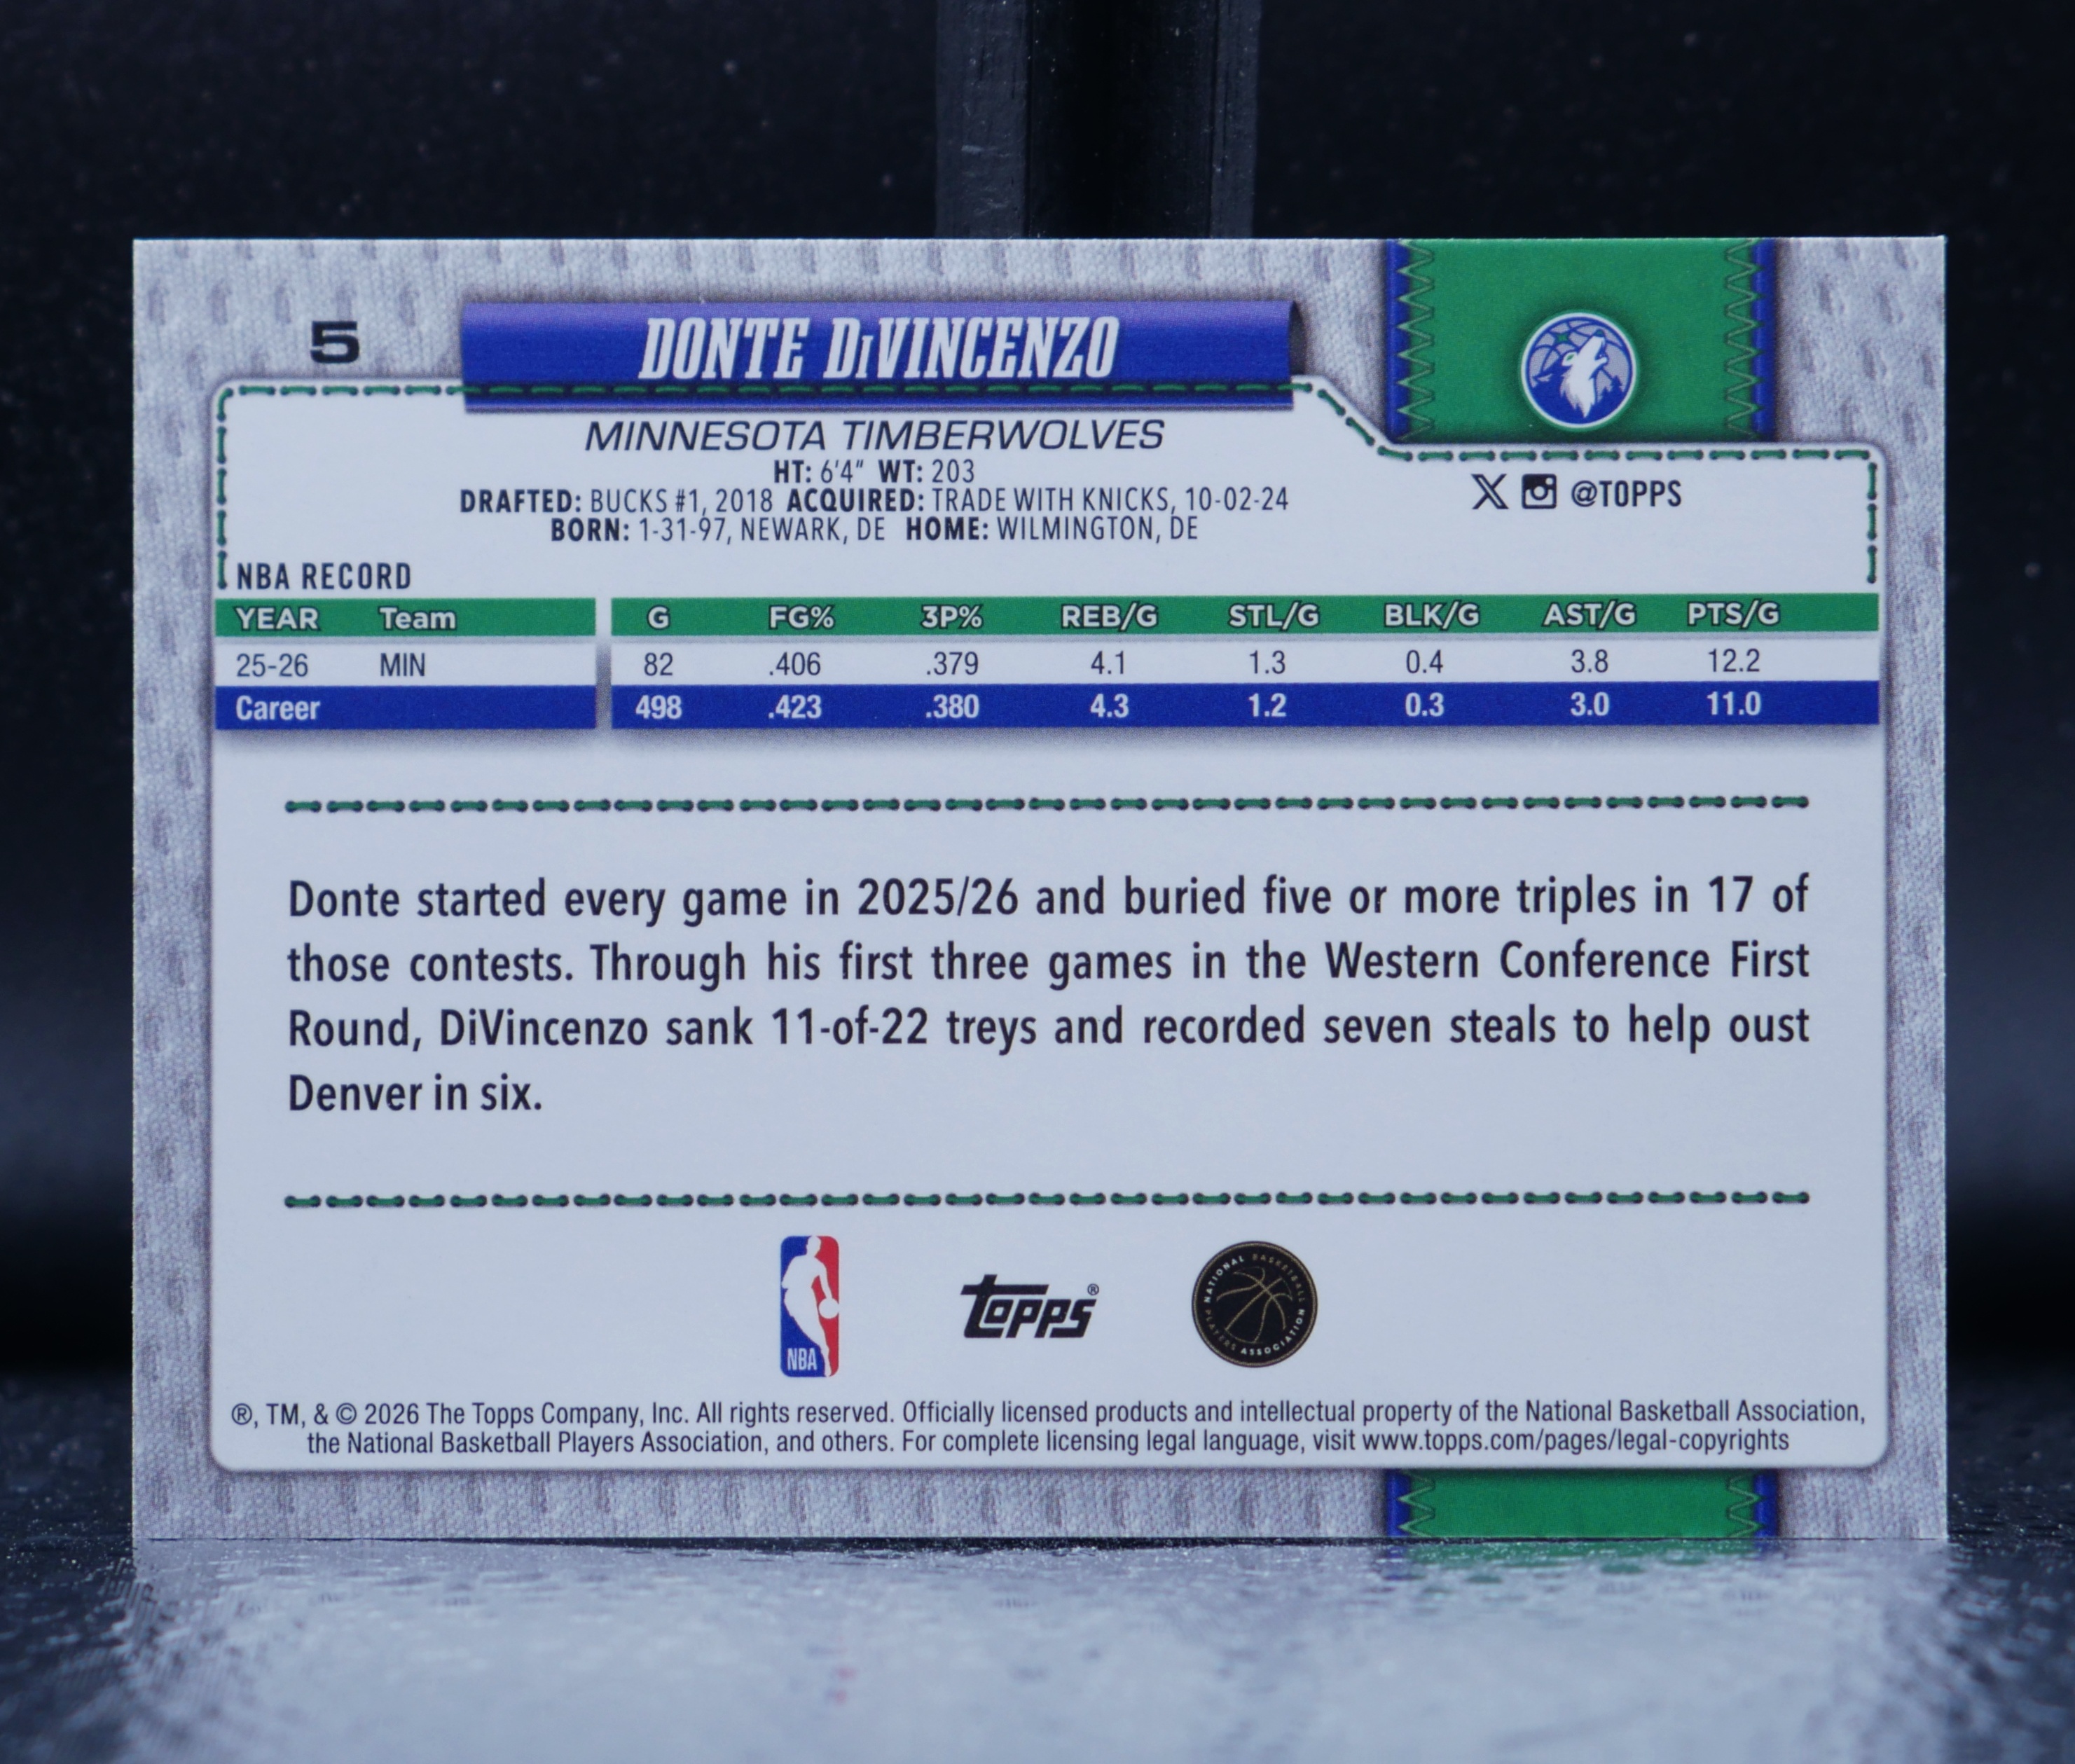 5
DONTE DiVINCENZO
MINNESOTA TIMBERWOLVES
HT: 6'4" WT: 203
DRAFTED: BUCKS #1, 2018 ACQUIRED: TRADE WITH KNICKS, 10-02-24
BORN: 1-31-97, NEWARK, DE HOME: WILMINGTON, DE
@TOPPS
NBA RECORD
YEAR Team G FG% 3P% REB/G STL/G BLK/G AST/G PTS/G
25-26 MIN 82 .406 .379 4.1 1.3 0.4 3.8 12.2
Career 498 .423 .380 4.3 1.2 0.3 3.0 11.0
Donte started every game in 2025/26 and buried five or more triples in 17 of
those contests. Through his first three games in the Western Conference First
Round, DiVincenzo sank 11-of-22 treys and recorded seven steals to help oust
Denver in six.
NBA
Topps®
NATIONAL BASKETBALL PLAYERS ASSOCIATION
®, TM, & © 2026 The Topps Company, Inc. All rights reserved. Officially licensed products and intellectual property of the National Basketball Association,
the National Basketball Players Association, and others. For complete licensing legal language, visit www.topps.com/pages/legal-copyrights